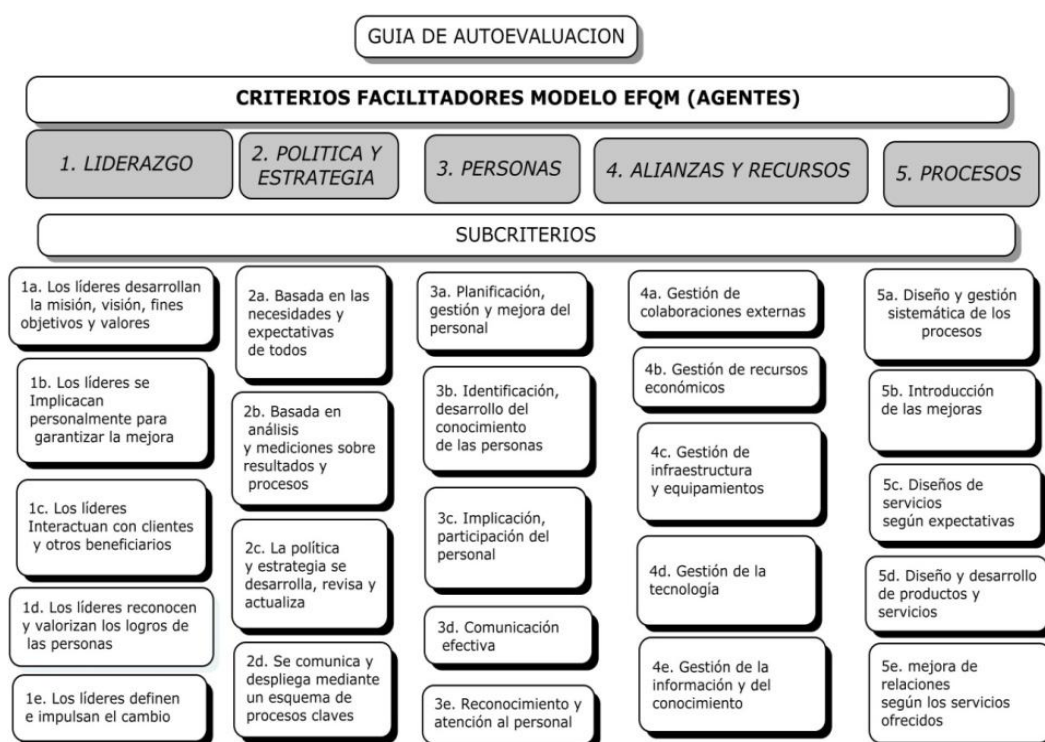 GUIA DE AUTOEVALUACION
CRITERIOS FACILITADORES MODELO EFQM (AGENTES)
1. LIDERAZGO
2. POLITICA Y
ESTRATEGIA
3. PERSONAS
4. ALIANZAS Y RECURSOS
5. PROCESOS
SUBCRITERIOS
1a. Los líderes desarrollan
la misión, visión, fines
objetivos y valores
1b. Los líderes se
Implicacan
personalmente para
garantizar la mejora
1c. Los líderes
Interactuan con clientes
y otros beneficiarios
1d. Los líderes reconocen
y valorizan los logros de
las personas
1e. Los líderes definen
e impulsan el cambio
2a. Basada en las
necesidades y
expectativas
de todos
2b. Basada en
análisis
y mediciones sobre
resultados y
procesos
2c. La política
y estrategia se
desarrolla, revisa y
actualiza
2d. Se comunica y
despliega mediante
un esquema de
procesos claves
3a. Planificación,
gestión y mejora del
personal
3b. Identificación,
desarrollo del
conocimiento
de las personas
3c. Implicación,
participación del
personal
3d. Comunicación
efectiva
3e. Reconocimiento y
atención al personal
4a. Gestión de
colaboraciones externas
4b. Gestión de recursos
económicos
4c. Gestión de
infraestructura
y equipamientos
4d. Gestión de la
tecnología
4e. Gestión de la
información y del
conocimiento
5a. Diseño y gestión
sistemática de los
procesos
5b. Introducción
de las mejoras
5c. Diseños de
servicios
según expectativas
5d. Diseño y desarrollo
de productos y
servicios
5e. mejora de
relaciones
según los servicios
ofrecidos